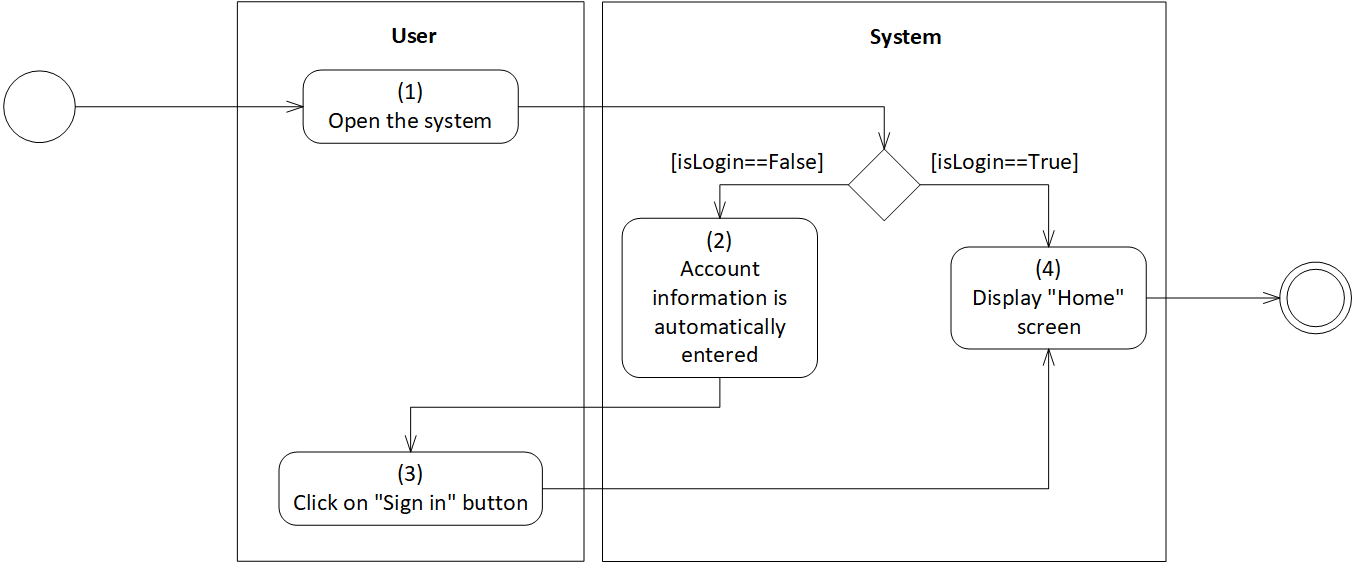 User
System
(1)
Open the system
[isLogin==False]
[isLogin==True]
(2)
Account
information is
automatically
entered
(4)
Display "Home"
screen
(3)
Click on "Sign in" button